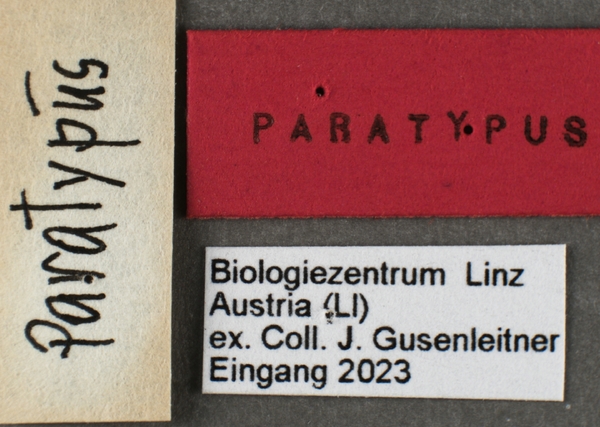 Paratypus
PARATYPUS
Biologiezentrum Linz
Austria (LI)
ex. Coll. J. Gusenleitner
Eingang 2023